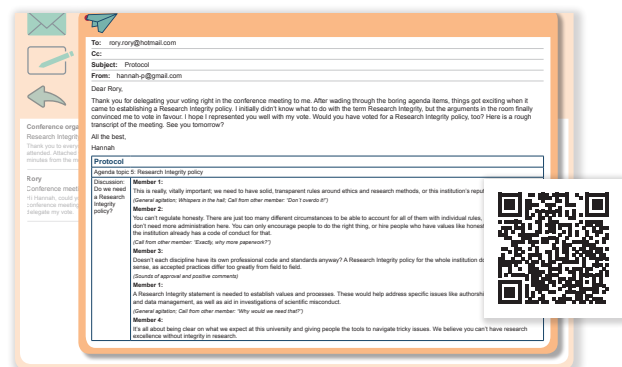 To: rory.rory@hotmail.com
Cc:
Subject: Protocol
From: hannah-p@gmail.com
Dear Rory,
Thank you for delegating your voting right in the conference meeting to me. After wading through the boring agenda items, things got exciting when it
came to establishing a Research Integrity policy. I initially didn't know what to do with the term Research Integrity, but the arguments in the room finally
convinced me to vote in favour. I hope I represented you well with my vote. Would you have voted for a Research Integrity policy, too? Here is a rough
transcript of the meeting. See you tomorrow?
All the best,
Hannah
Protocol
Agenda topic 5: Research Integrity policy
Discussion:
Do we need
a Research
Integrity
policy?
Member 1:
This is really, vitally important; we need to have solid, transparent rules around ethics and research methods, or this institution's
(General agitation; Whispers in the hall; Call from other member: "Don't overdo it!")
Member 2:
You can't regulate honesty. There are just too many different circumstances to be able to account for all of them with individual rules,
don't need more administration here. You can only encourage people to do the right thing, or hire people who have values like
the institution already has a code of conduct for that.
(Call from other member: "Exactly, why more paperwork?")
Member 3:
Doesn't each discipline have its own professional code and standards anyway? A Research Integrity policy for the whole institution
sense, as accepted practices differ too greatly from field to field.
(Sounds of approval and positive comments)
Member 1:
A Research Integrity statement is needed to establish values and processes. These would help address specific issues like
and data management, as well as aid in investigations of scientific misconduct.
(General agitation; Call from other member: "Why would we need that?")
Member 4:
It's all about being clear on what we expect at this university and giving people the tools to navigate tricky issues. We believe you can't have research
excellence without integrity in research.
Conference
Research
Thank you to
attended. Attached
minutes from the
Rory
Conference
Hi Hannah, could
conference
delegate my vote.